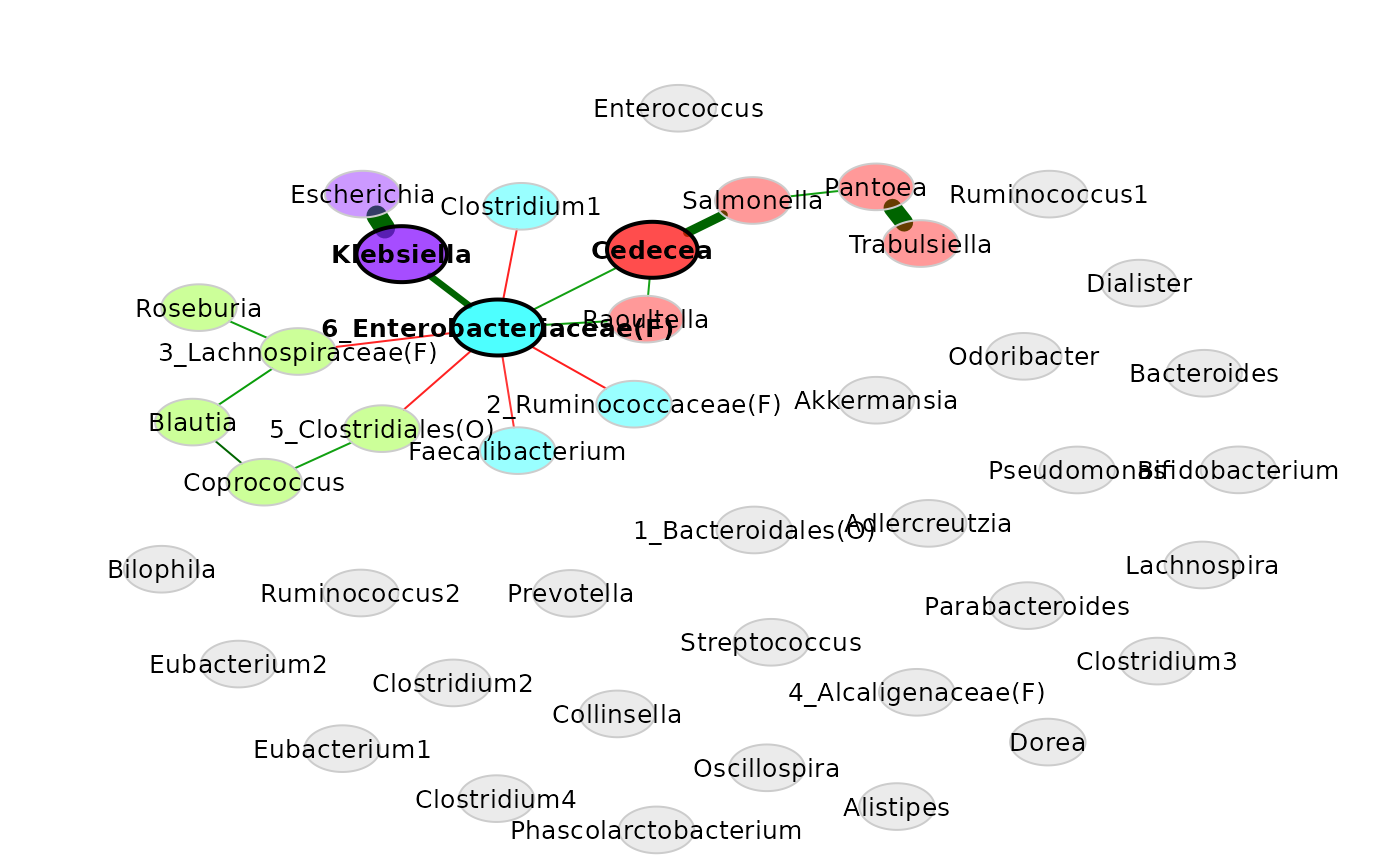 Enterococcus
Escherichia
Clostridium1
Salmonella
Pantoea
Ruminococcus1
Klebsiella
Cedecea
Trabulsiella
Dialister
Roseburia
6_Enterobacteriaceae(F)
Raoultella
3_Lachnospiraceae(F)
Odoribacter
Bacteroides
Blautia
5_Clostridiales(O)
2_Ruminococcaceae(F)
Akkermansia
Faecalibacterium
Coprococcus
Pseudomonas
Bifidobacterium
1_Bacteroidales(O)
Adlercreutzia
Bilophila
Lachnospira
Ruminococcus2
Prevotella
Parabacteroides
Streptococcus
Eubacterium2
Clostridium3
Clostridium2
4_Alcaligenaceae(F)
Collinsella
Eubacterium1
Dorea
Oscillospira
Clostridium4
Alistipes
Phascolarctobacterium